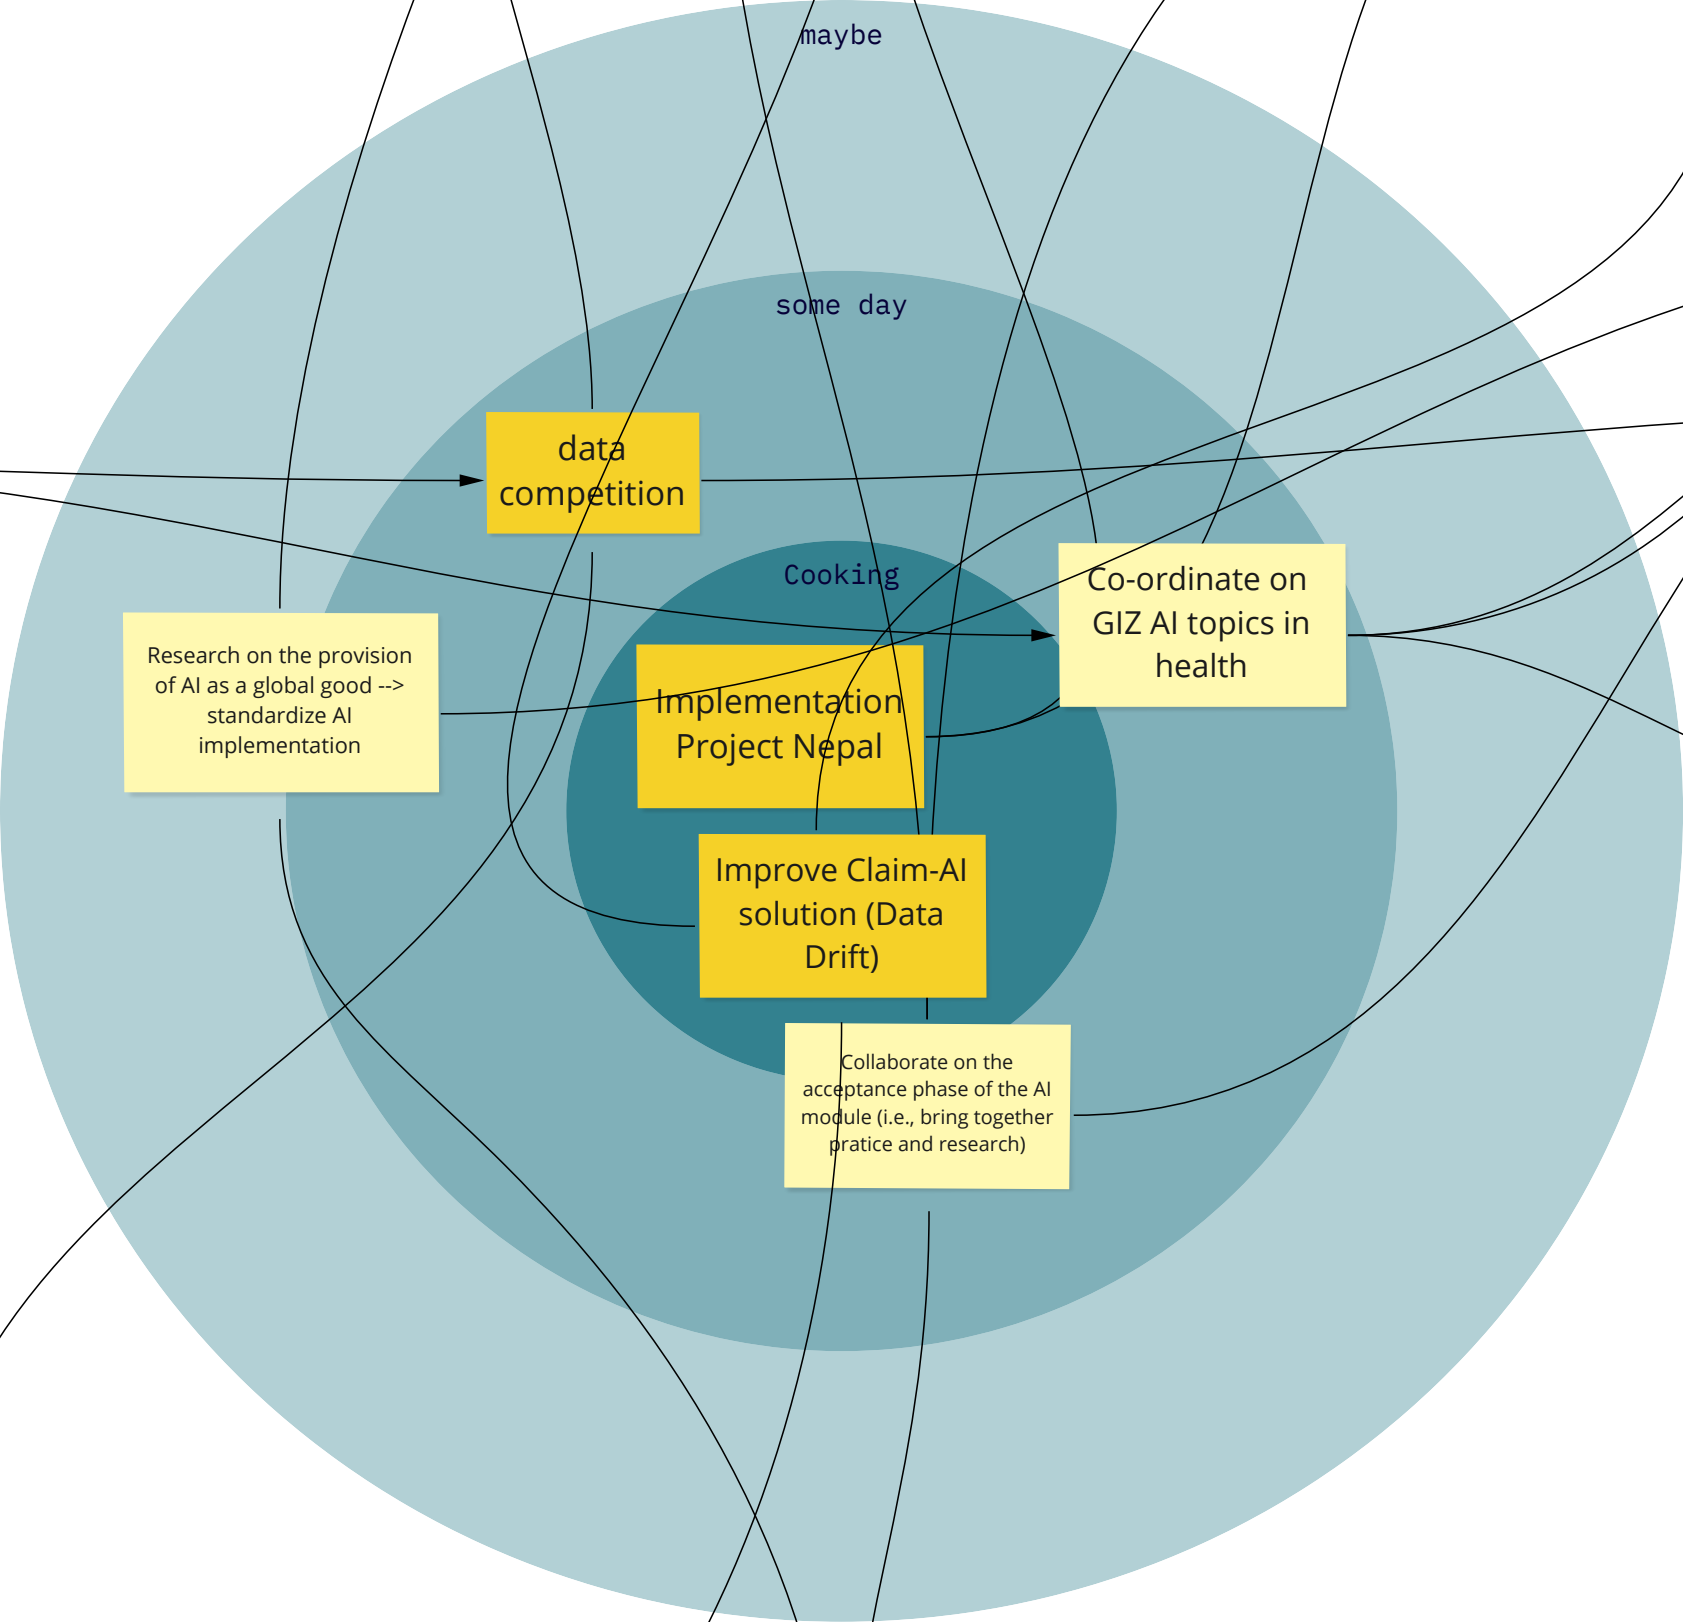 maybe
some day
data
competition
Cooking
Co-ordinate on
GIZ AI topics in
health
Research on the provision
of AI as a global good -->
standardize AI
implementation
Implementation
Project Nepal
Improve Claim-AI
solution (Data
Drift)
Collaborate on the
acceptance phase of the AI
module (i.e., bring together
pratice and research)